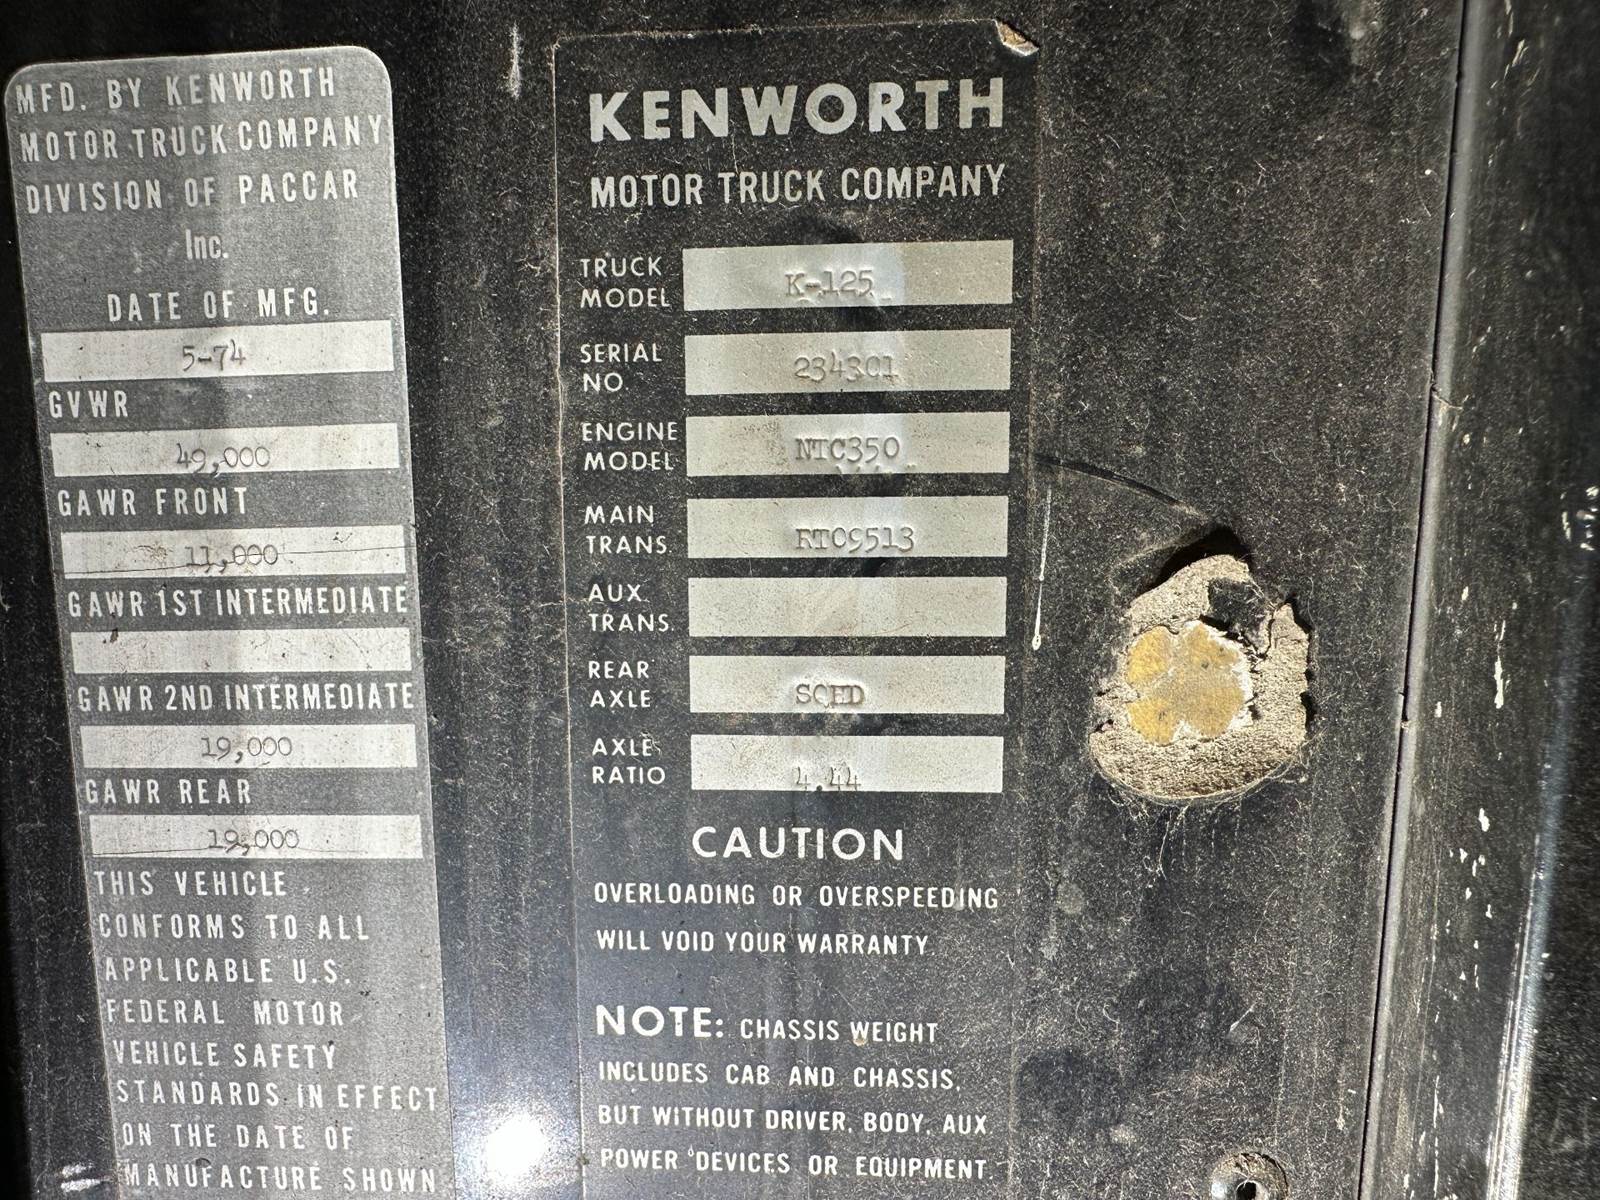 MFD. BY KENWORTH
MOTOR TRUCK COMPANY
DIVISION OF PACCAR
Inc.
DATE OF MFG.
5-74
GVWR
49,000
GAWR FRONT
11,000
GAWR 1ST INTERMEDIATE
GAWR 2ND INTERMEDIATE
19,000
GAWR REAR
19,000
THIS VEHICLE
CONFORMS TO ALL
APPLICABLE U.S.
FEDERAL MOTOR
VEHICLE SAFETY
STANDARDS IN EFFECT
ON THE DATE OF
MANUFACTURE SHOWN
KENWORTH
MOTOR TRUCK COMPANY
TRUCK
MODEL
K-125
SERIAL
NO
234301
ENGINE
MODEL
NTC350
MAIN
TRANS.
RTO9513
AUX.
TRANS.
REAR
AXLE
SQHD
AXLE
RATIO
4.44
CAUTION
OVERLOADING OR OVERSPEEDING
WILL VOID YOUR WARRANTY.
NOTE: CHASSIS WEIGHT
INCLUDES CAB AND CHASSIS,
BUT WITHOUT DRIVER, BODY, AUX.
POWER DEVICES OR EQUIPMENT.